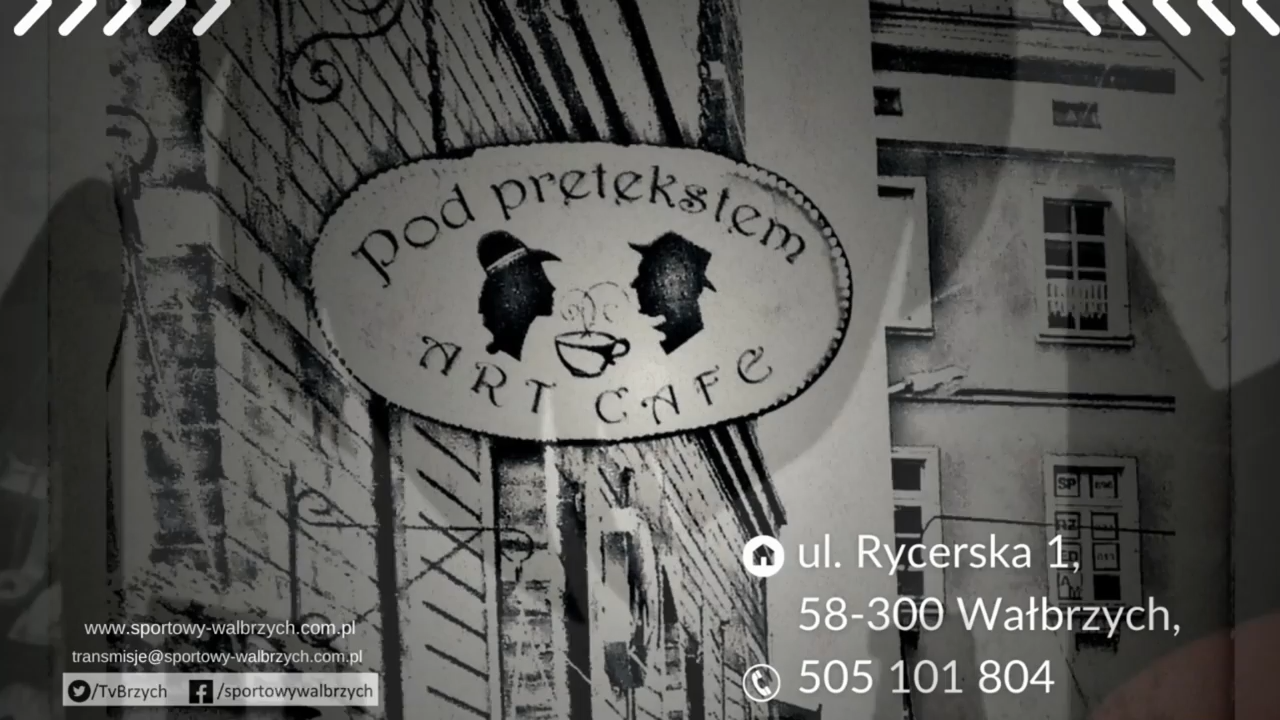 pod pretekstem
ART CAFE
SP
ul. Rycerska 1,
58-300 Wałbrzych,
505 101 804
www.sportowy-walbrzych.com.pl
transmisje@sportowy-walbrzych.com.pl
/TvBrzych /sportowywalbrzych